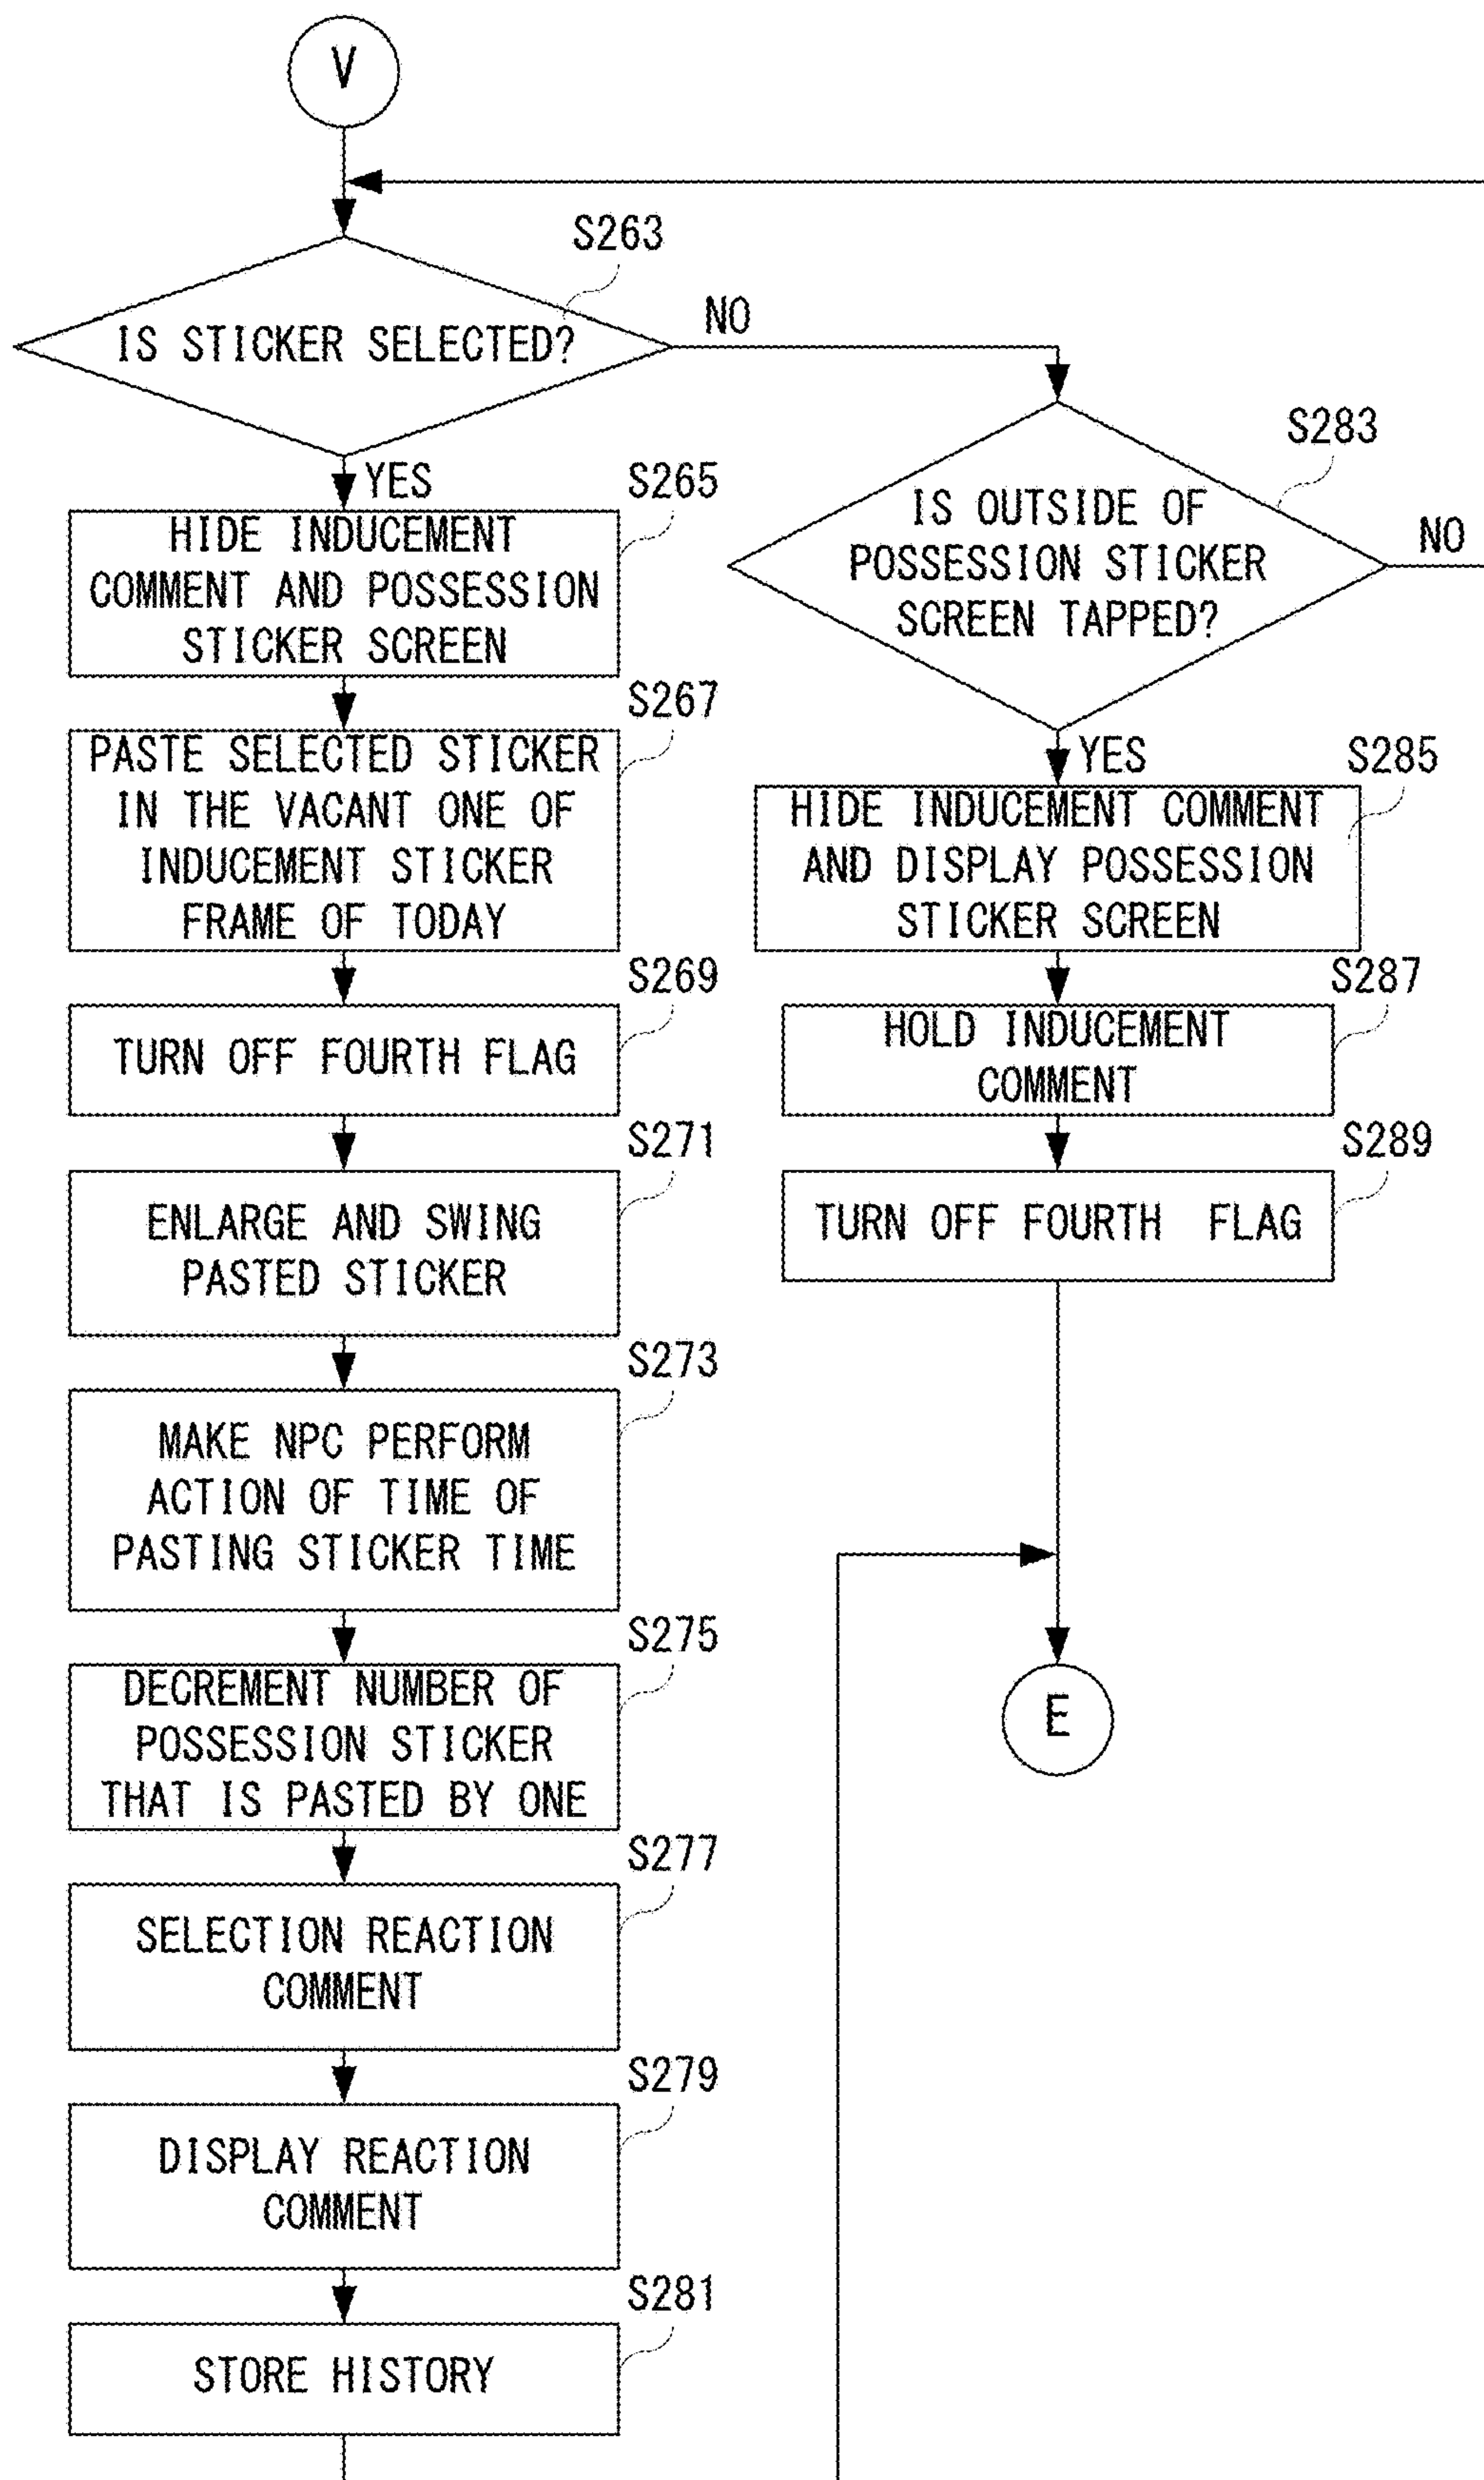 V
S263
IS STICKER SELECTED?
NO
YES
S265
HIDE INDUCEMENT
COMMENT AND POSSESSION
STICKER SCREEN
S267
PASTE SELECTED STICKER
IN THE VACANT ONE OF
INDUCEMENT STICKER
FRAME OF TODAY
S269
TURN OFF FOURTH FLAG
S271
ENLARGE AND SWING
PASTED STICKER
S273
MAKE NPC PERFORM
ACTION OF TIME OF
PASTING STICKER TIME
S275
DECREMENT NUMBER OF
POSSESSION STICKER
THAT IS PASTED BY ONE
S277
SELECTION REACTION
COMMENT
S279
DISPLAY REACTION
COMMENT
S281
STORE HISTORY
S283
IS OUTSIDE OF
POSSESSION STICKER
SCREEN TAPPED?
NO
YES
S285
HIDE INDUCEMENT COMMENT
AND DISPLAY POSSESSION
STICKER SCREEN
S287
HOLD INDUCEMENT
COMMENT
S289
TURN OFF FOURTH FLAG
E